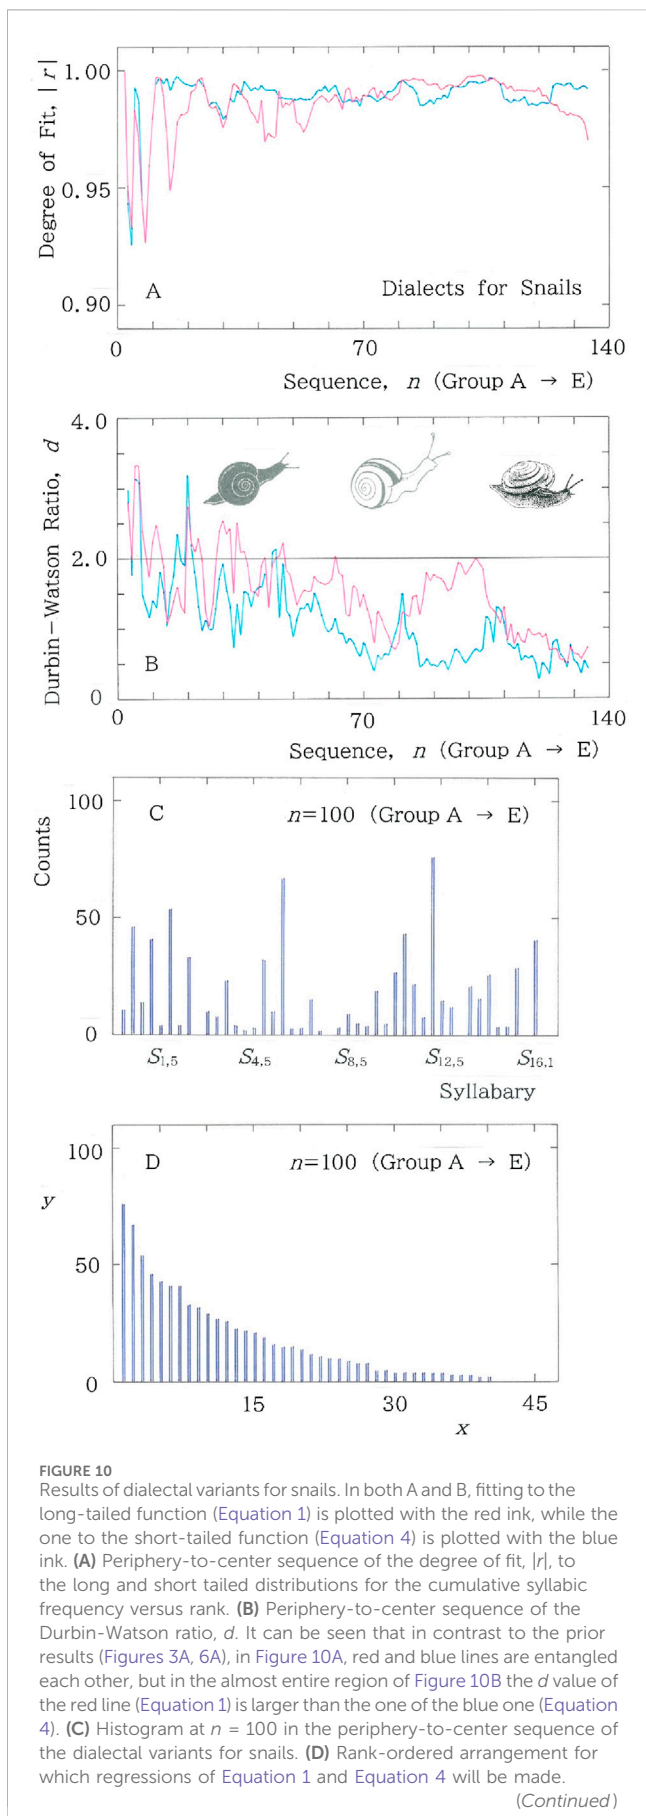 1.00
0.95
0.90
Degree of Fit, |r|
A
Dialects for Snails
0
70
140
Sequence, n (Group A → E)
4.0
2.0
0
Durbin−Watson Ratio, d
B
0
70
140
Sequence, n (Group A → E)
100
50
0
Counts
C
n=100 (Group A → E)
S1,5
S4,5
S8,5
S12,5
S16,1
Syllabary
100
50
0
y
D
n=100 (Group A → E)
15
30
45
x
FIGURE 10
Results of dialectal variants for snails. In both A and B, fitting to the
long-tailed function (Equation 1) is plotted with the red ink, while the
one to the short-tailed function (Equation 4) is plotted with the blue
ink. (A) Periphery-to-center sequence of the degree of fit, |r|, to
the long and short tailed distributions for the cumulative syllabic
frequency versus rank. (B) Periphery-to-center sequence of the
Durbin-Watson ratio, d. It can be seen that in contrast to the prior
results (Figures 3A, 6A), in Figure 10A, red and blue lines are entangled
each other, but in the almost entire region of Figure 10B the d value of
the red line (Equation 1) is larger than the one of the blue one (Equation
4). (C) Histogram at n = 100 in the periphery-to-center sequence of
the dialectal variants for snails. (D) Rank-ordered arrangement for
which regressions of Equation 1 and Equation 4 will be made.
(Continued)